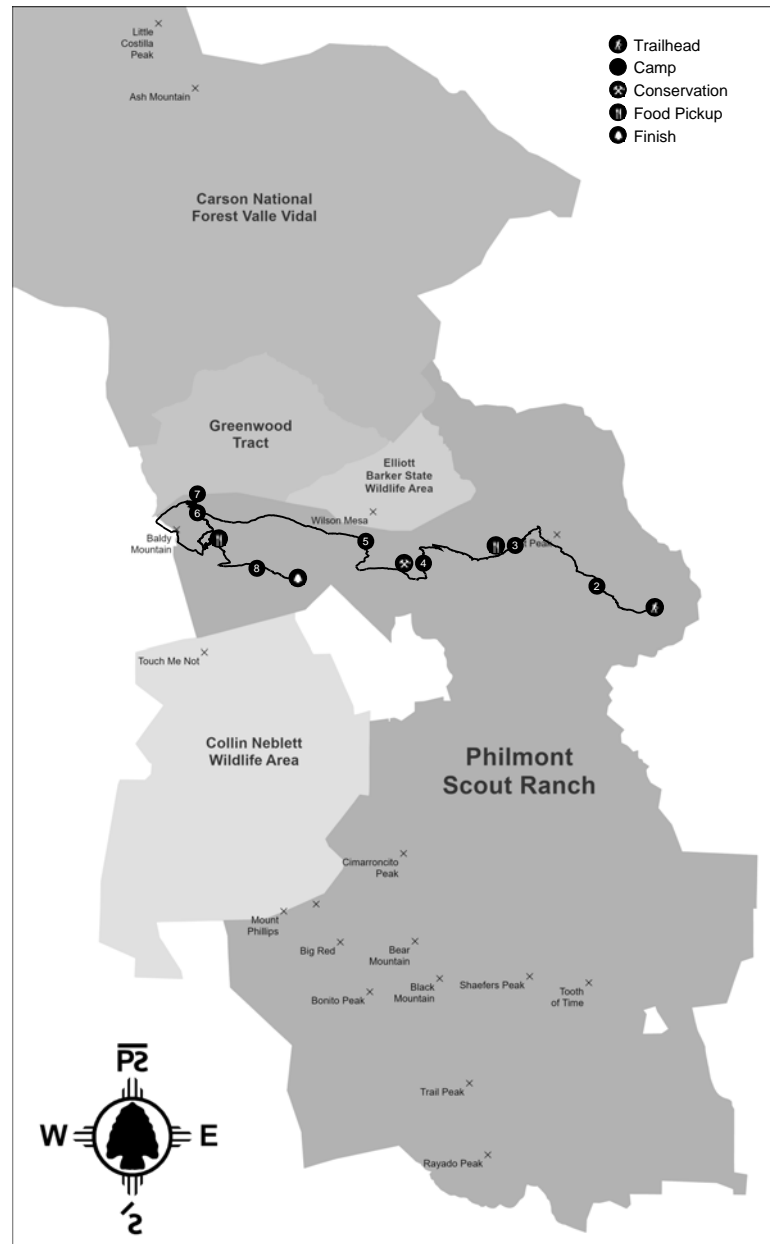 Little
Costilla
Peak
Ash Mountain
Trailhead
Camp
Conservation
Food Pickup
Finish
Carson National
Forest Valle Vidal
Greenwood
Tract
Elliott
Barker State
Wildlife Area
Wilson Mesa
7
6
5
4
3
2
8
Peak
Baldy
Mountain
Touch Me Not
Collin Neblett
Wildlife Area
Philmont
Scout Ranch
Cimarroncito
Peak
Mount
Phillips
Big Red
Bear
Mountain
Bonito Peak
Black
Mountain
Shaefers Peak
Tooth
of Time
Trail Peak
Rayado Peak
W
E